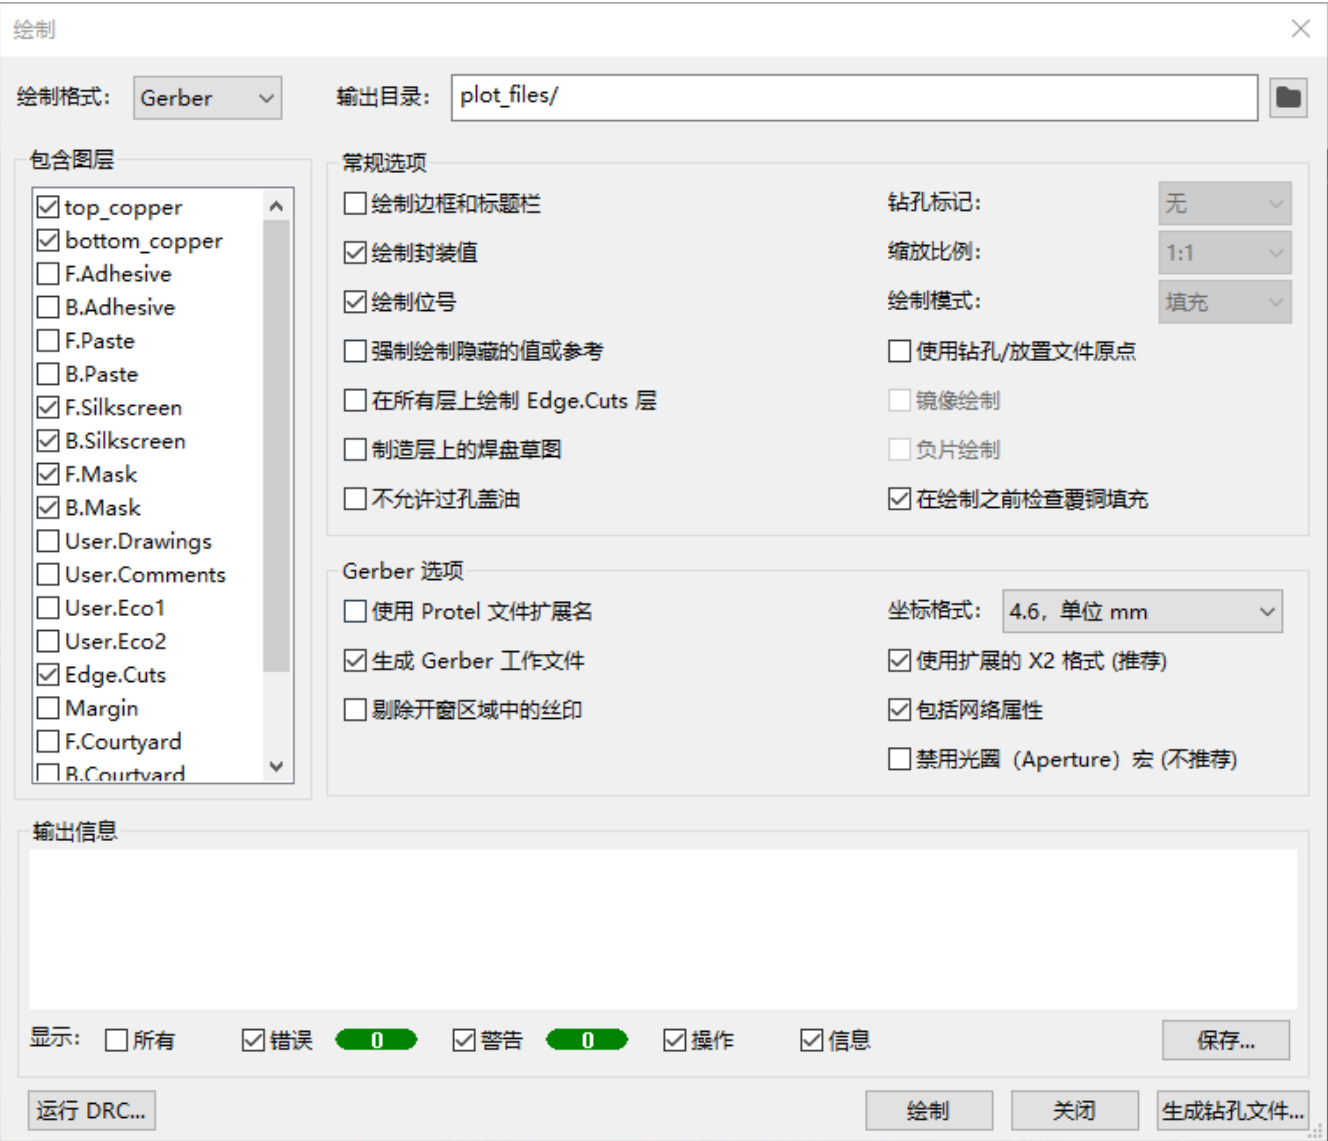 绘制
绘制格式: Gerber 输出目录: plot_files/
包含图层
top_copper
bottom_copper
F.Adhesive
B.Adhesive
F.Paste
B.Paste
F.Silkscreen
B.Silkscreen
F.Mask
B.Mask
User.Drawings
User.Comments
User.Eco1
User.Eco2
Edge.Cuts
Margin
F.Courtyard
B.Courtyard
常规选项
绘制边框和标题栏 钻孔标记: 无
绘制封装值 缩放比例: 1:1
绘制位号 绘制模式: 填充
强制绘制隐藏的值或参考 使用钻孔/放置文件原点
在所有层上绘制 Edge.Cuts 层 镜像绘制
制造层上的焊盘草图 负片绘制
不允许过孔盖油 在绘制之前检查覆铜填充
Gerber 选项
使用 Protel 文件扩展名 坐标格式: 4.6，单位 mm
生成 Gerber 工作文件 使用扩展的 X2 格式 (推荐)
剔除开窗区域中的丝印 包括网络属性
禁用光圈（Aperture）宏 (不推荐)
输出信息
显示: 所有 错误 0 警告 0 操作 信息 保存...
运行 DRC... 绘制 关闭 生成钻孔文件...